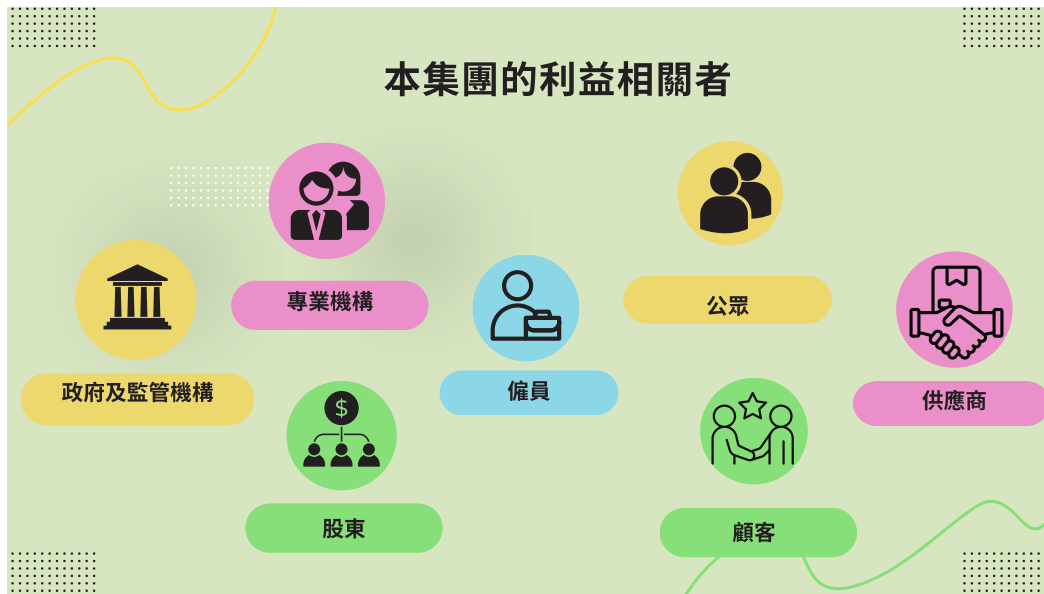 本集團的利益相關者
專業機構
公眾
政府及監管機構
僱員
供應商
$
股東
顧客